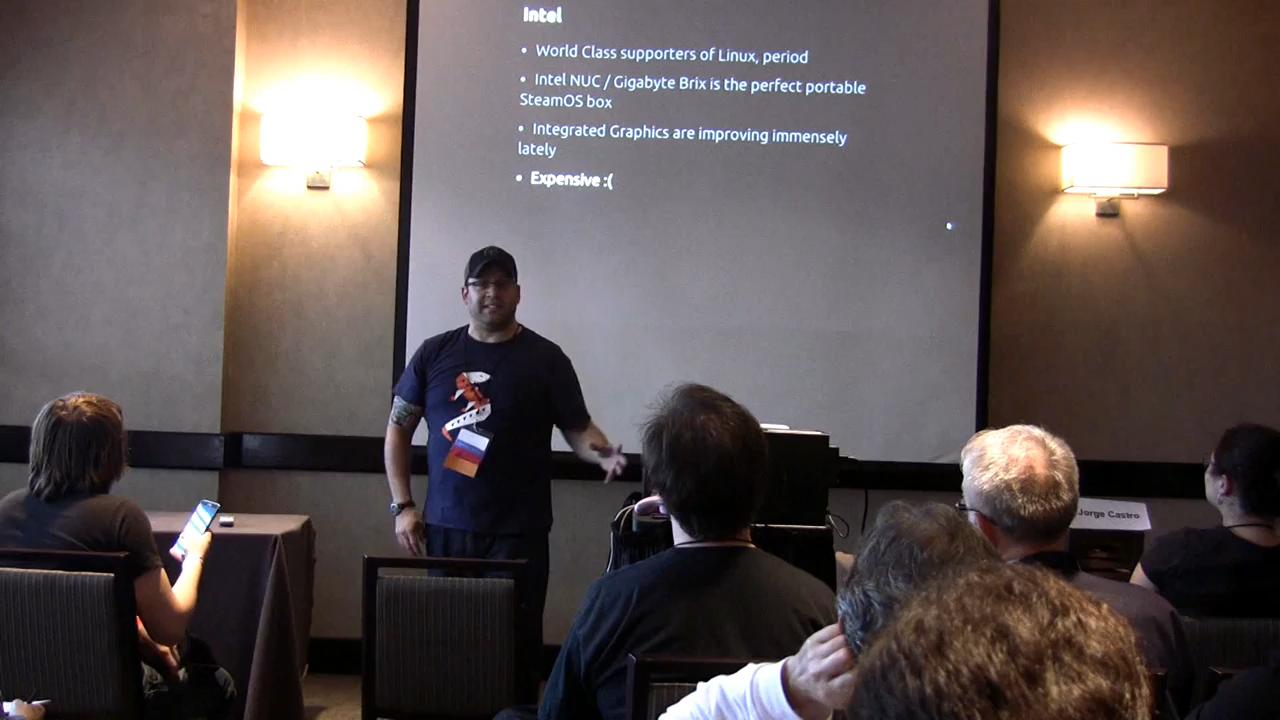 Intel
• World Class supporters of Linux, period
• Intel NUC / Gigabyte Brix is the perfect portable
SteamOS box
• Integrated Graphics are improving immensely
lately
• Expensive :(
Jorge Castro